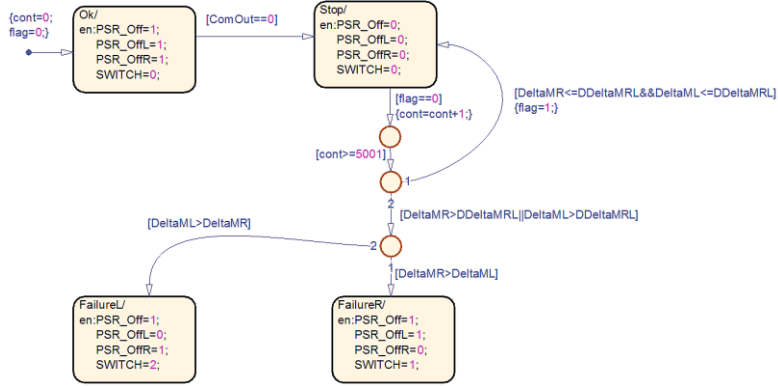 {cont=0;
flag=0;}
Ok/
en:PSR_Off=1;
PSR_OffL=1;
PSR_OffR=1;
SWITCH=0;
[ComOut==0]
Stop/
en:PSR_Off=0;
PSR_OffL=0;
PSR_OffR=0;
SWITCH=0;
[DeltaMR<=DDeltaMRL&&DeltaML<=DDeltaMRL]
{flag=1;}
[flag==0]
{cont=cont+1;}
[cont>=5001]
1
2
[DeltaMR>DDeltaMRL||DeltaML>DDeltaMRL]
[DeltaML>DeltaMR]
2
1
[DeltaMR>DeltaML]
FailureL/
en:PSR_Off=1;
PSR_OffL=0;
PSR_OffR=1;
SWITCH=2;
FailureR/
en:PSR_Off=1;
PSR_OffL=1;
PSR_OffR=0;
SWITCH=1;